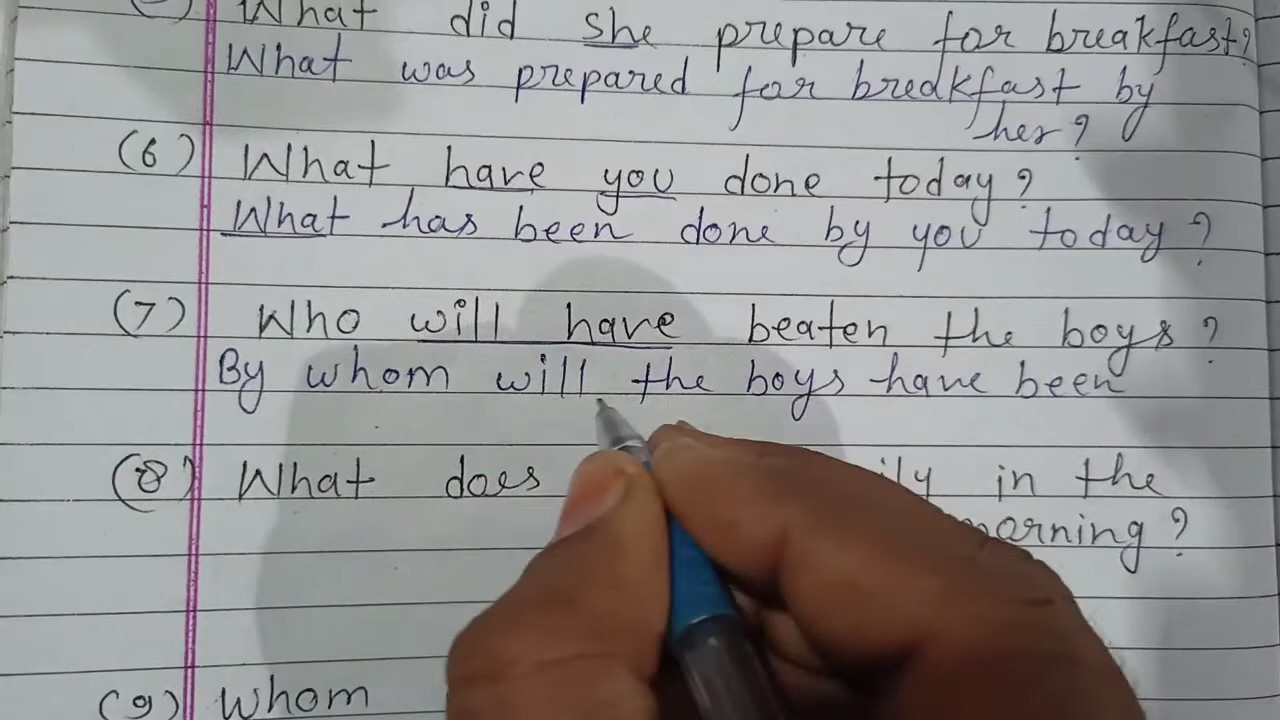 What did she prepare for breakfast?
What was prepared for breakfast by
her?
(6) What have you done today?
What has been done by you today?
(7) Who will have beaten the boys?
By whom will the boys have been
(8) What does in the
morning?
(9) Whom